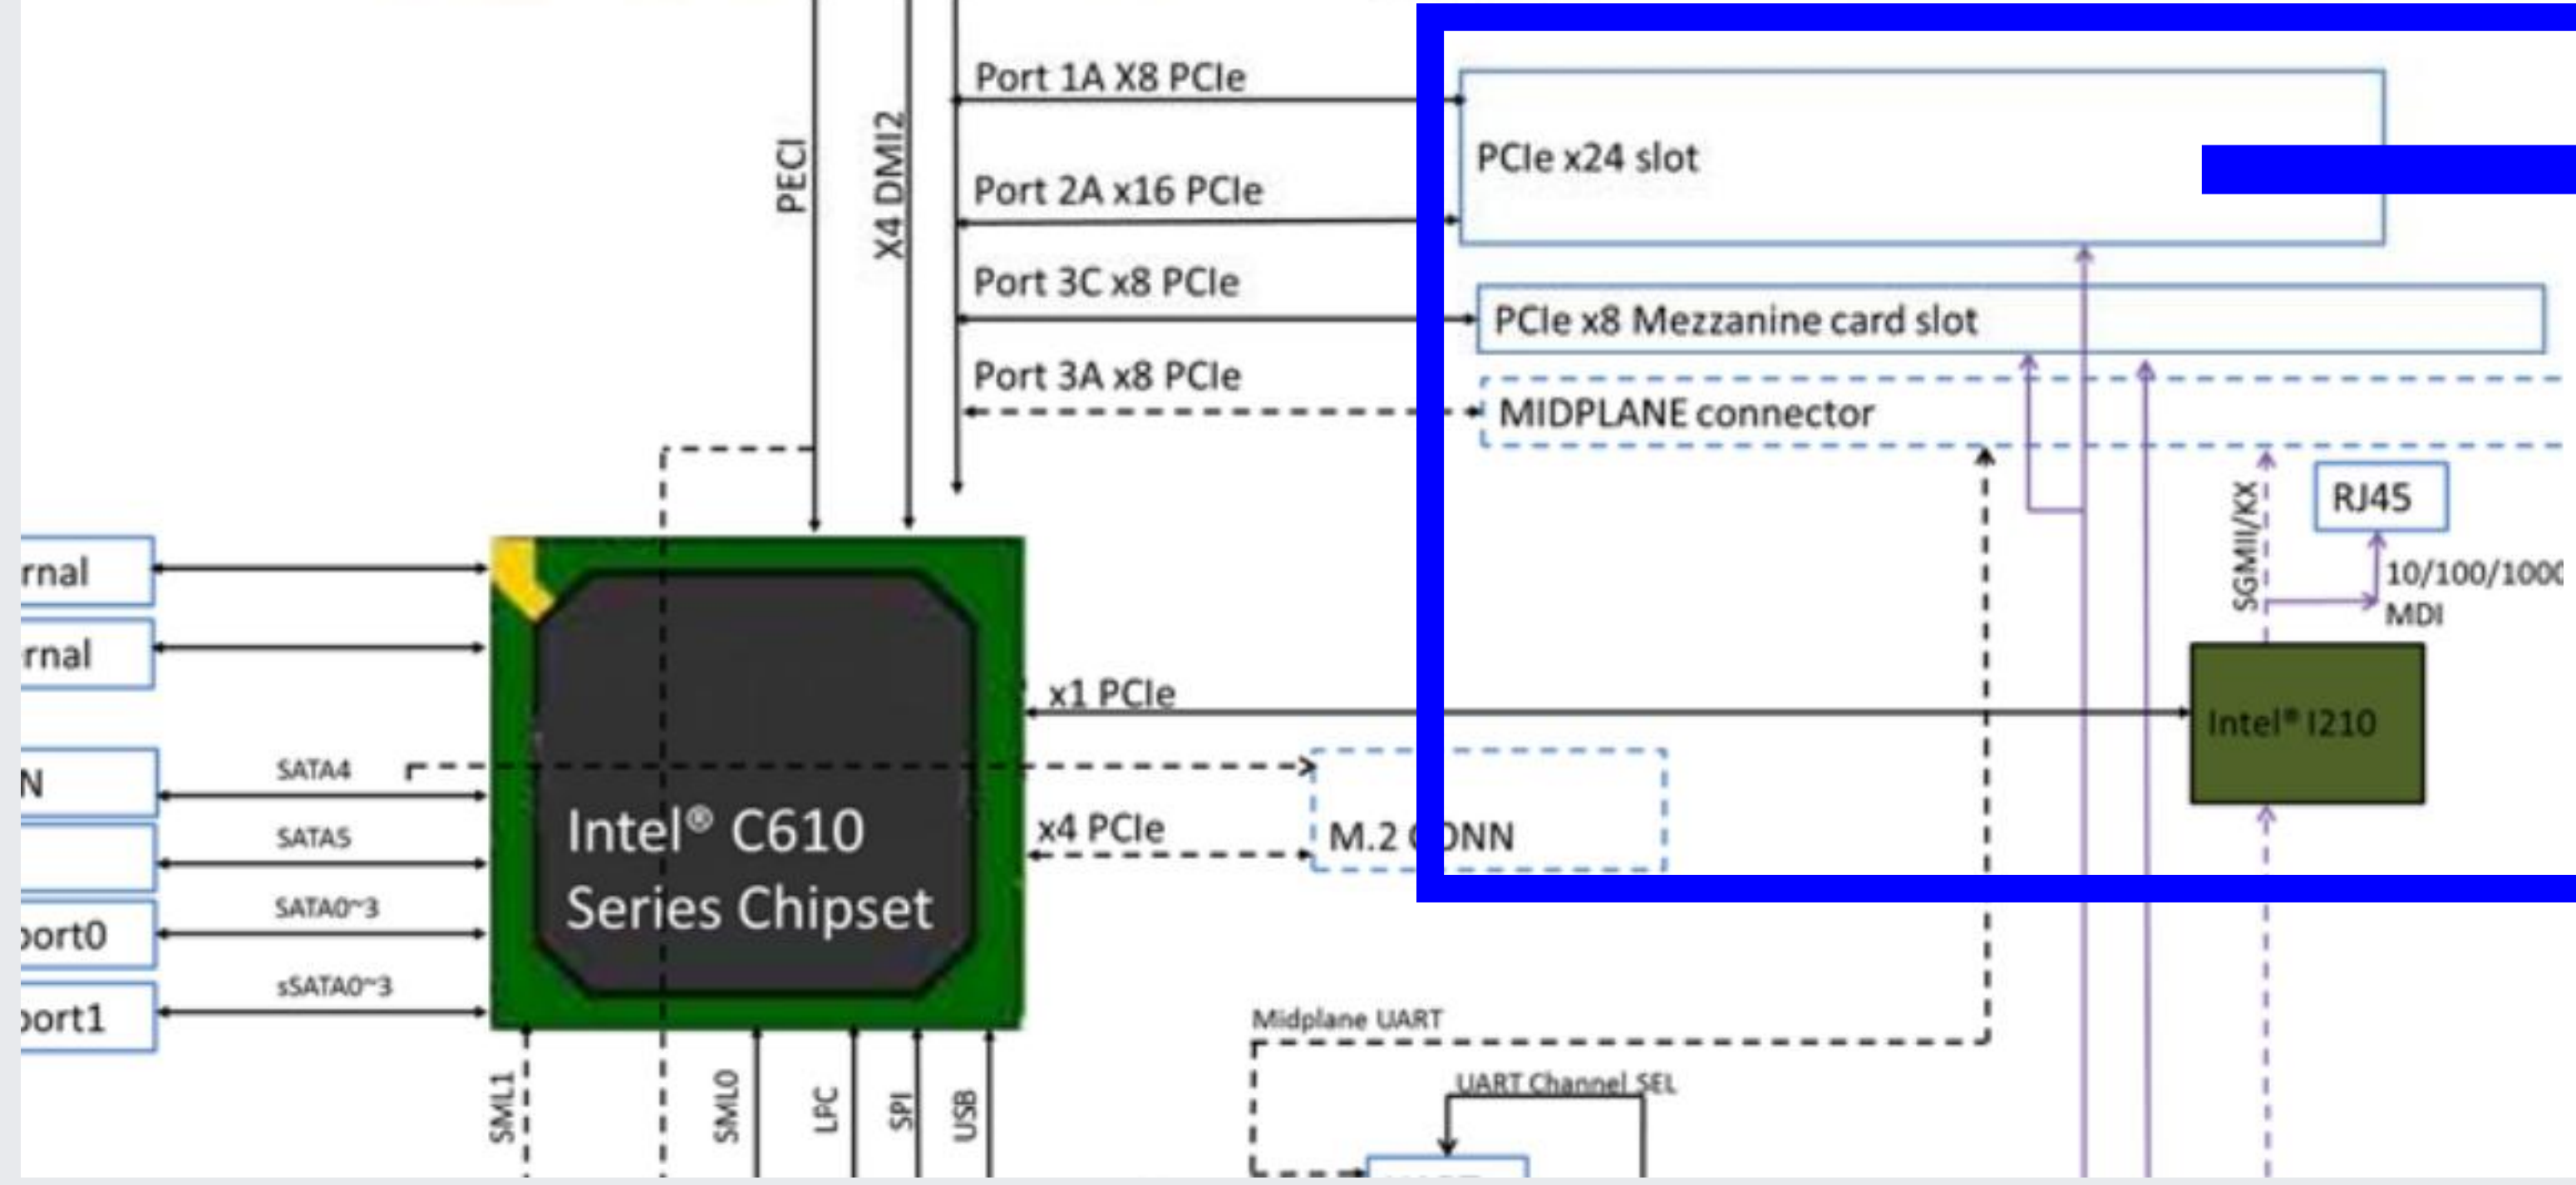 Port 1A X8 PCIe
PECI
X4 DMI2
PCIe x24 slot
Port 2A x16 PCIe
Port 3C x8 PCIe
PCIe x8 Mezzanine card slot
Port 3A x8 PCIe
MIDPLANE connector
RJ45
SGMII/KX
10/100/1000
MDI
rnal
rnal
x1 PCIe
Intel® I210
SATA4
N
x4 PCIe
Intel® C610
Series Chipset
SATA5
SATA0~3
port0
sSATA0~3
port1
Midplane UART
UART Channel SEL
SML1
SML0
LPC
SPI
USB